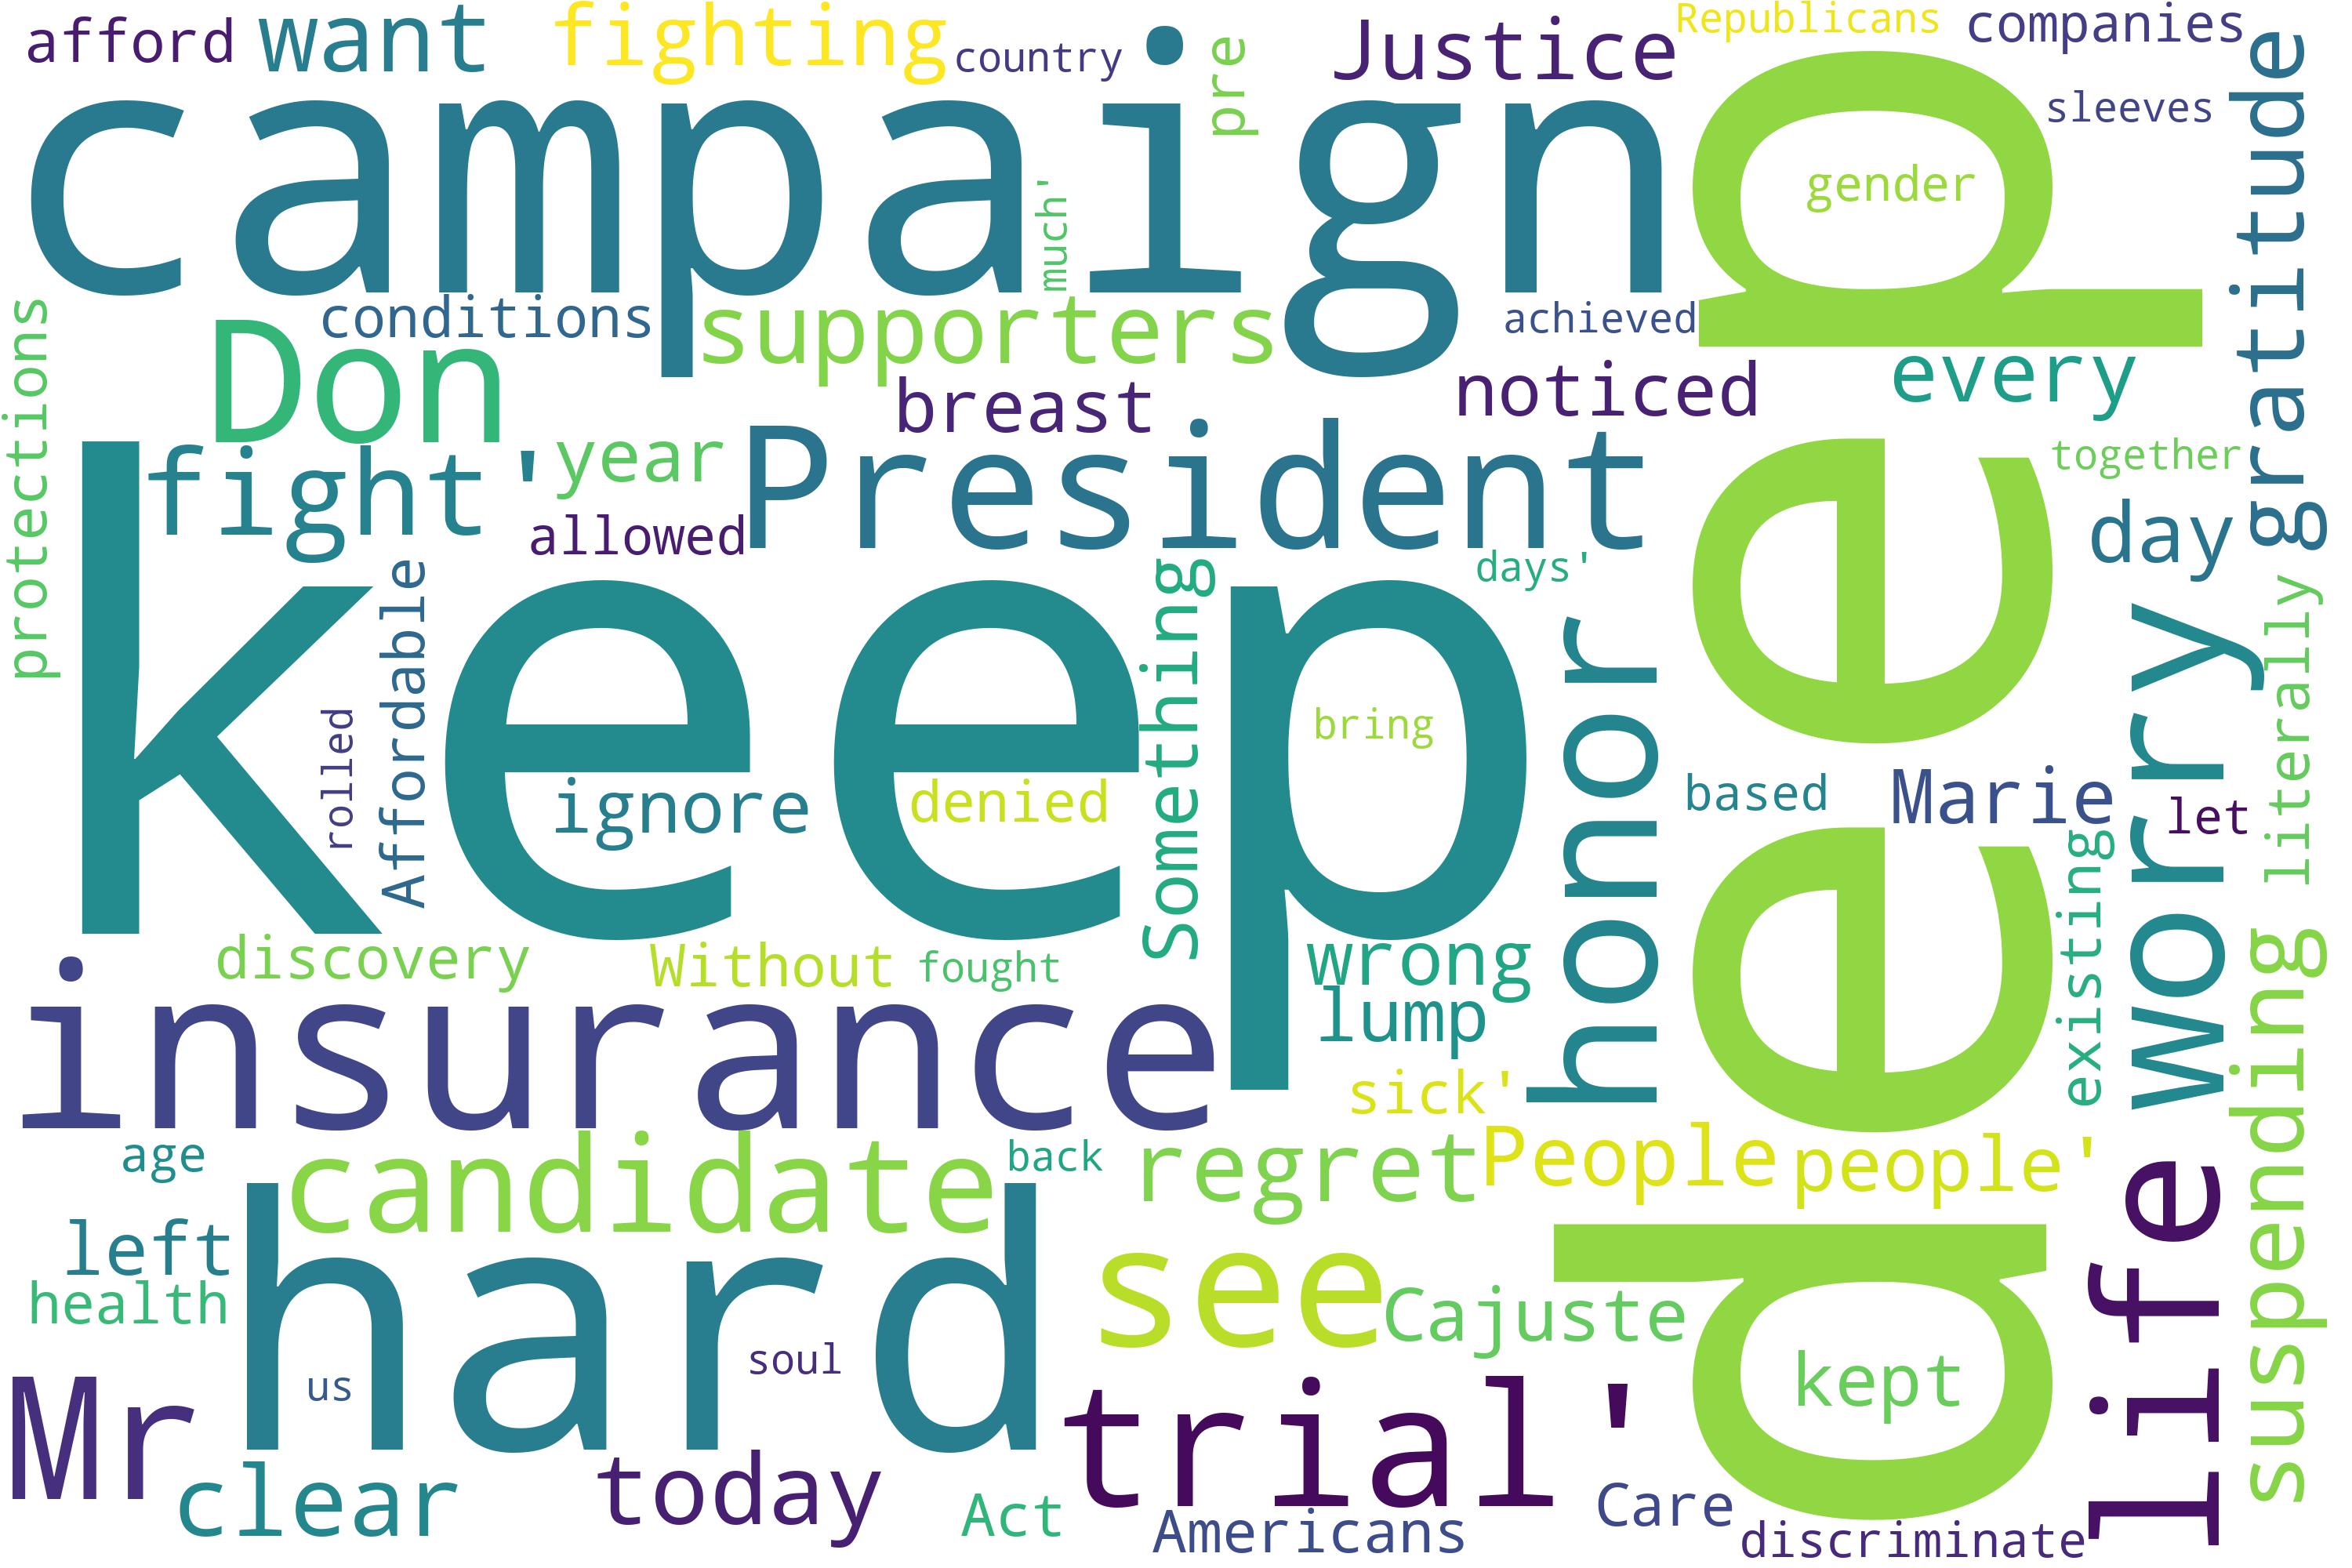 afford
want
fighting
country
Justice
Republicans
companies
sleeves
pre
campaign
gender
much'
gratitude
deep
conditions
supporters
achieved
protections
Don
breast
noticed
every
together
fight'
year
President
day
allowed
days'
keep
Affordable
rolled
Something
bring
honor
ignore
denied
based
Marie
let
worry
literally
existing
discovery
Without
fought
wrong
lump
insurance
sick'
suspending
age
candidate
back
regret
People
people'
left
health
hard
see
Cajuste
life
soul
us
kept
Mr
trial'
clear
today
Act
Americans
Care
discriminate